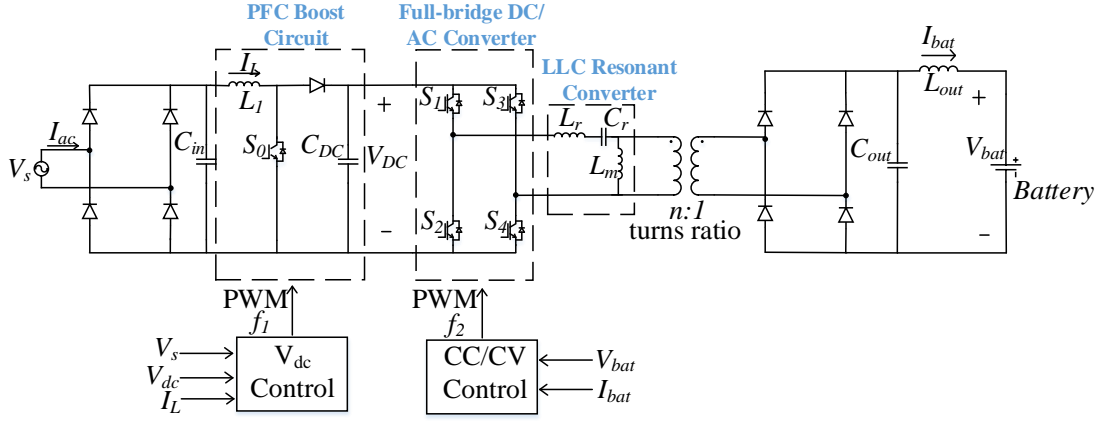 PFC Boost
Circuit
Full-bridge DC/
AC Converter
LLC Resonant
Converter
I_L
L_1
I_ac
V_s
C_in
S_0
C_DC
+
V_DC
−
S_1
S_3
S_2
S_4
L_r
C_r
L_m
n:1
turns ratio
C_out
I_bat
L_out
+
V_bat
+
Battery
−
PWM
f_1
PWM
f_2
V_s
V_dc
I_L
V_dc
Control
CC/CV
Control
V_bat
I_bat